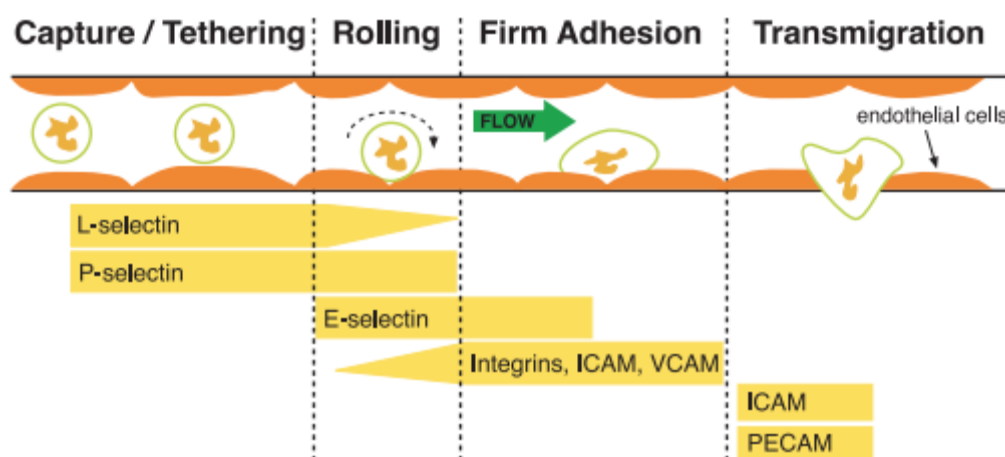 Capture / Tethering Rolling Firm Adhesion Transmigration
FLOW
endothelial cells
L-selectin
P-selectin
E-selectin
Integrins, ICAM, VCAM
ICAM
PECAM